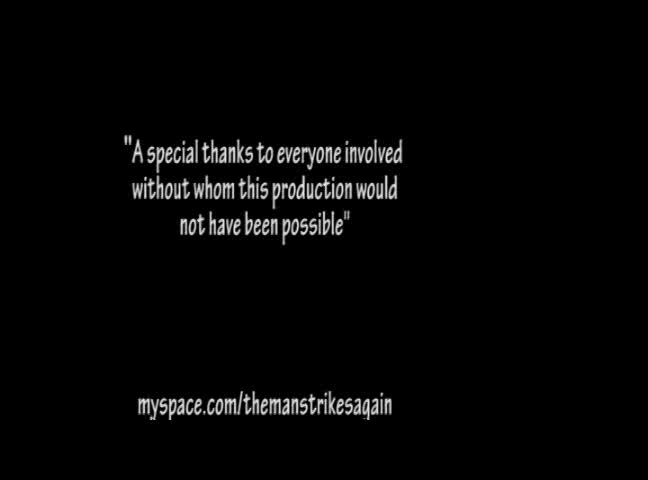 "A special thanks to everyone involved
without whom this production would
not have been possible"
myspace.com/themanstrikesagain